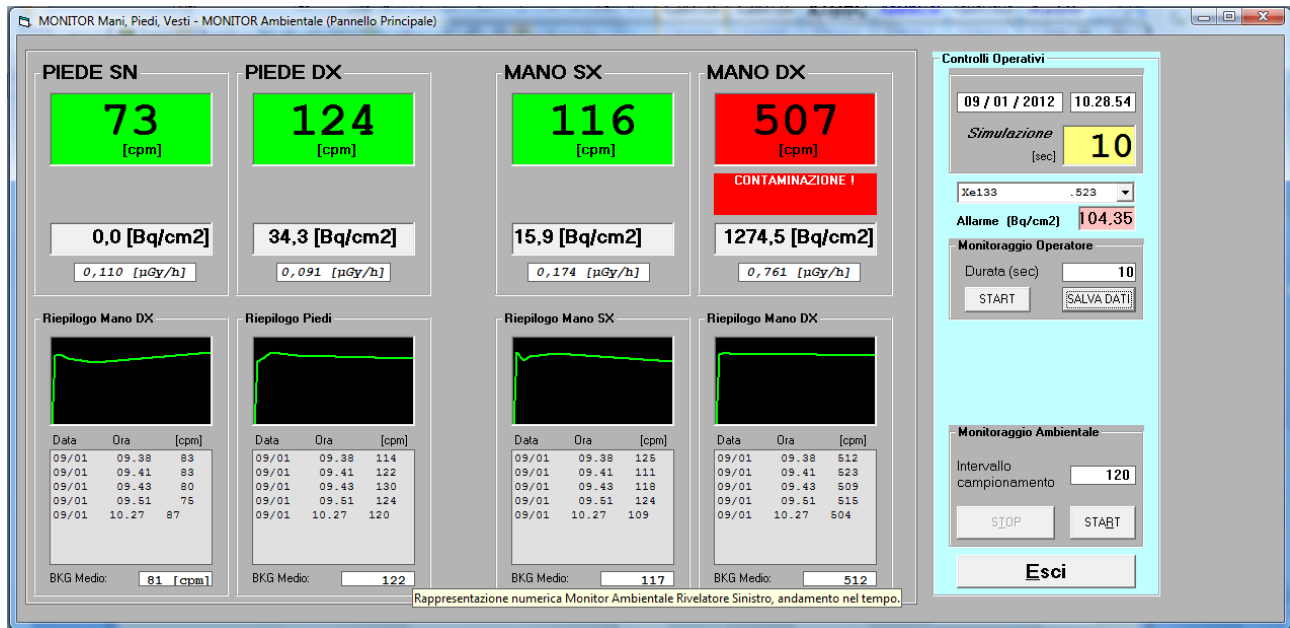 MONITOR Mani, Piedi, Vesti - MONITOR Ambientale (Pannello Principale)
PIEDE SN
73
[cpm]
0,0 [Bq/cm2]
0,110 [µGy/h]
PIEDE DX
124
[cpm]
34,3 [Bq/cm2]
0,091 [µGy/h]
MANO SX
116
[cpm]
15,9 [Bq/cm2]
0,174 [µGy/h]
MANO DX
507
[cpm]
CONTAMINAZIONE !
1274,5 [Bq/cm2]
0,761 [µGy/h]
Riepilogo Mano DX
Data Ora [cpm]
09/01 09.38 83
09/01 09.41 83
09/01 09.43 80
09/01 09.51 75
09/01 10.27 87
BKG Medio: 81 [cpm]
Riepilogo Piedi
Data Ora [cpm]
09/01 09.38 114
09/01 09.41 122
09/01 09.43 130
09/01 09.51 124
09/01 10.27 120
BKG Medio: 122
Riepilogo Mano SX
Data Ora [cpm]
09/01 09.38 125
09/01 09.41 111
09/01 09.43 118
09/01 09.51 124
09/01 10.27 109
BKG Medio: 117
Riepilogo Mano DX
Data Ora [cpm]
09/01 09.38 512
09/01 09.41 523
09/01 09.43 509
09/01 09.51 515
09/01 10.27 504
BKG Medio: 512
Rappresentazione numerica Monitor Ambientale Rivelatore Sinistro, andamento nel tempo.
Controlli Operativi
09 / 01 / 2012 10.28.54
Simulazione
[sec]
10
Xe133 .523
Allarme (Bq/cm2) 104,35
Monitoraggio Operatore
Durata (sec) 10
START SALVA DATI
Monitoraggio Ambientale
Intervallo
campionamento 120
STOP START
Esci